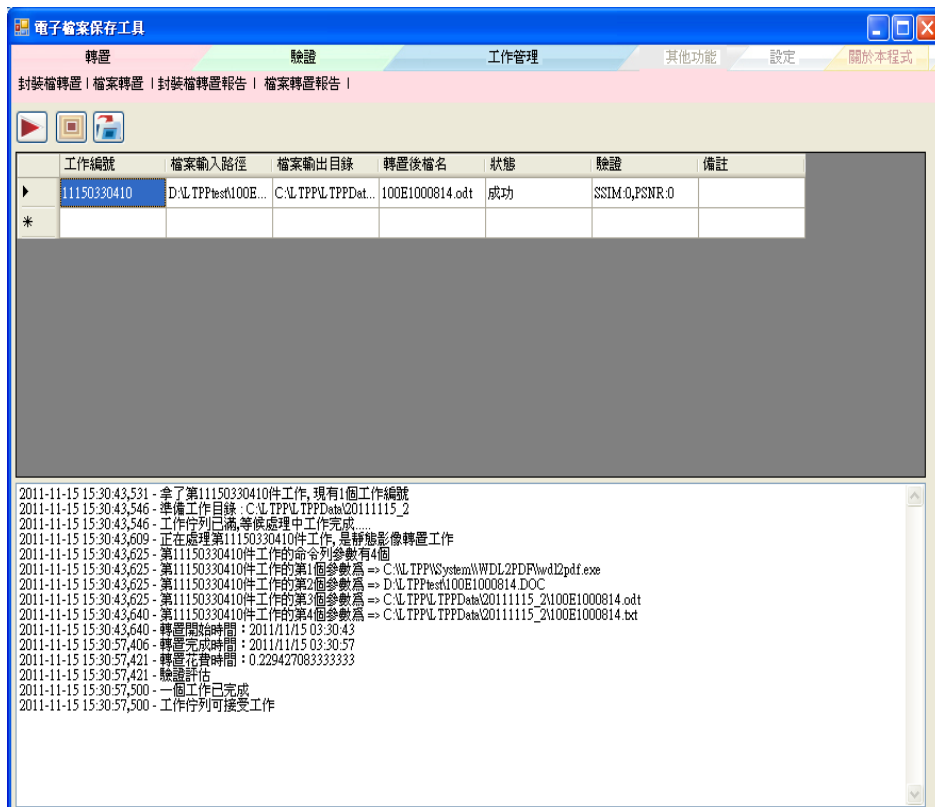 電子檔案保存工具
轉置 驗證 工作管理 其他功能 設定 關於本程式
封裝檔轉置 | 檔案轉置 | 封裝檔轉置報告 | 檔案轉置報告 |
工作編號 檔案輸入路徑 檔案輸出目錄 轉置後檔名 狀態 驗證 備註
11150330410 D:\LTPPtest\100E... C:\LTPP\LTPPDat... 100E1000814.odt 成功 SSIM:0,PSNR:0
2011-11-15 15:30:43,531 - 拿了第11150330410件工作, 現有1個工作編號
2011-11-15 15:30:43,546 - 準備工作目錄 : C:\LTPP\LTPPData\20111115_2
2011-11-15 15:30:43,546 - 工作佇列已滿,等候處理中工作完成.....
2011-11-15 15:30:43,609 - 正在處理第11150330410件工作, 是靜態影像轉置工作
2011-11-15 15:30:43,625 - 第11150330410件工作的命令列參數有4個
2011-11-15 15:30:43,625 - 第11150330410件工作的第1個參數為 => C:\LTPP\\System\\WDL2PDF\\wdl2pdf.exe
2011-11-15 15:30:43,625 - 第11150330410件工作的第2個參數為 => D:\LTPPtest\100E1000814.DOC
2011-11-15 15:30:43,625 - 第11150330410件工作的第3個參數為 => C:\LTPP\LTPPData\20111115_2\100E1000814.odt
2011-11-15 15:30:43,640 - 第11150330410件工作的第4個參數為 => C:\LTPP\LTPPData\20111115_2\100E1000814.txt
2011-11-15 15:30:43,640 - 轉置開始時間：2011/11/15 03:30:43
2011-11-15 15:30:57,406 - 轉置完成時間：2011/11/15 03:30:57
2011-11-15 15:30:57,421 - 轉置花費時間：0.229427083333333
2011-11-15 15:30:57,421 - 驗證評估
2011-11-15 15:30:57,500 - 一個工作已完成
2011-11-15 15:30:57,500 - 工作佇列可接受工作